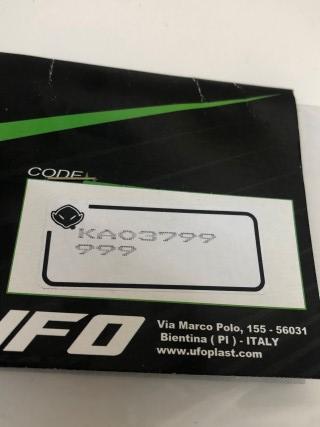 CODE
KA03799
999
UFO
Via Marco Polo, 155 - 56031
Bientina ( PI ) - ITALY
www.ufoplast.com